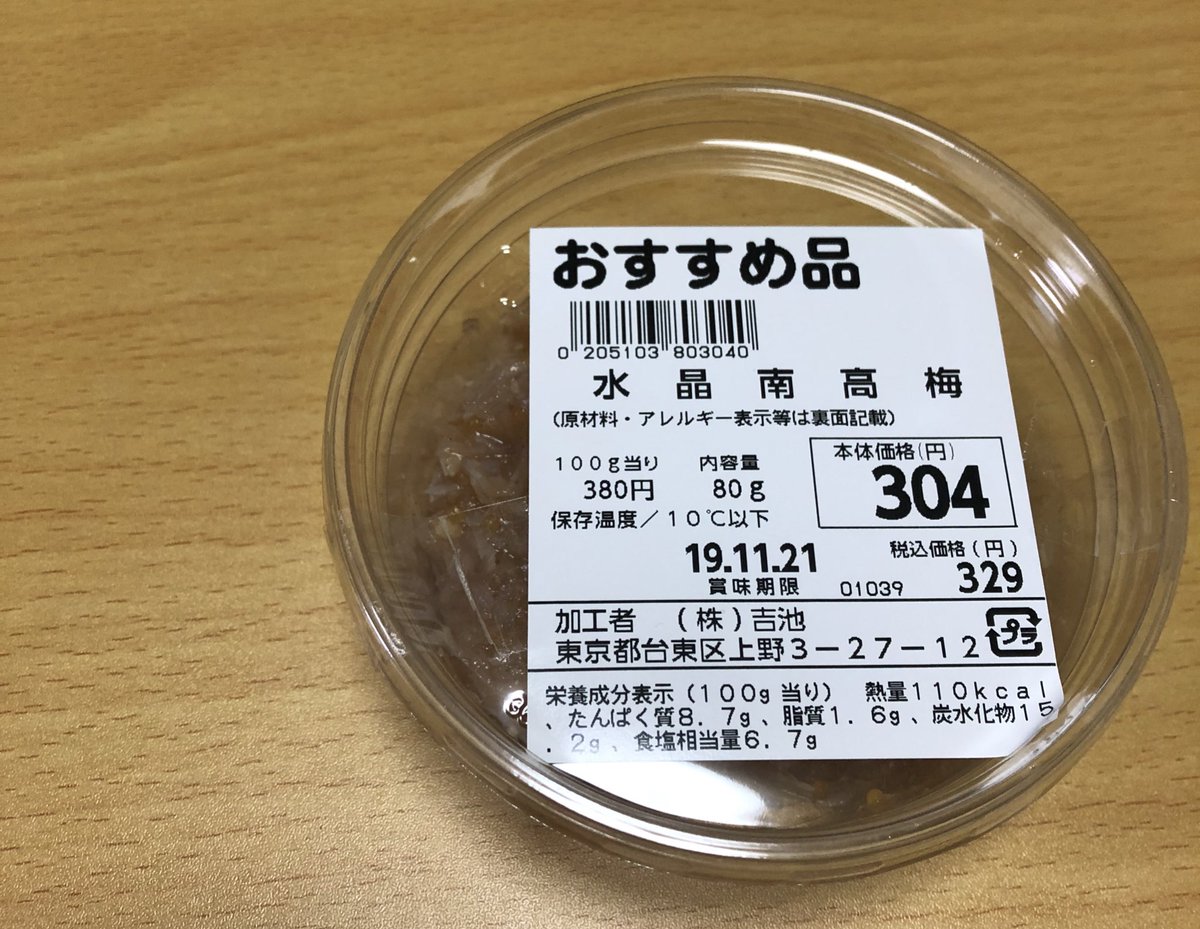 おすすめ品
0 205103 803040
水晶南高梅
(原材料・アレルギー表示等は裏面記載)
100g当り 内容量 本体価格(円)
380円 80g 304
保存温度/10℃以下
19.11.21 税込価格(円)
賞味期限 01039 329
加工者 (株)吉池
東京都台東区上野3-27-12 プラ
栄養成分表示(100g当り) 熱量110kcal
、たんぱく質8.7g、脂質1.6g、炭水化物15
.2g、食塩相当量6.7g